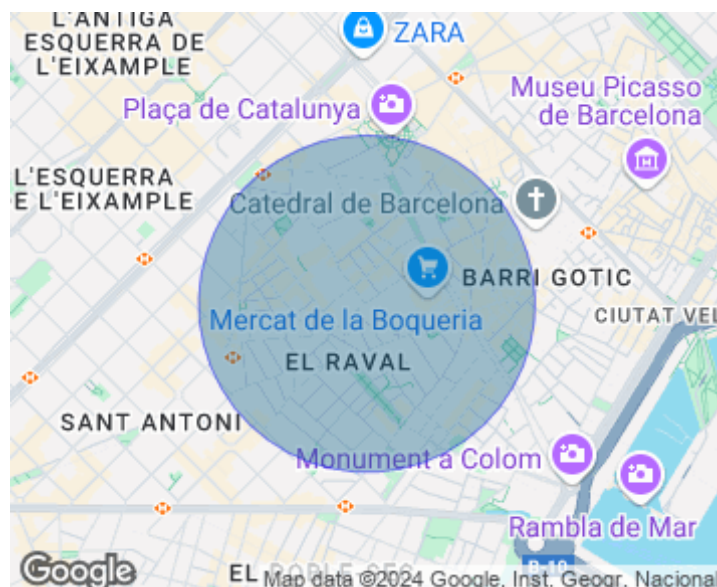 L'ANTIGA
ESQUERRA DE
L'EIXAMPLE
ZARA
Plaça de Catalunya
Museu Picasso
de Barcelona
L'ESQUERRA
E L'EIXAMPLE
Catedral de Barcelona
BARRI GOTIC
Mercat de la Boqueria
CIUTAT VEL
EL RAVAL
SANT ANTONI
Monument a Colom
Rambla de Mar
B-10
Google
EL
Map data ©2024 Google, Inst. Geogr. Nacional